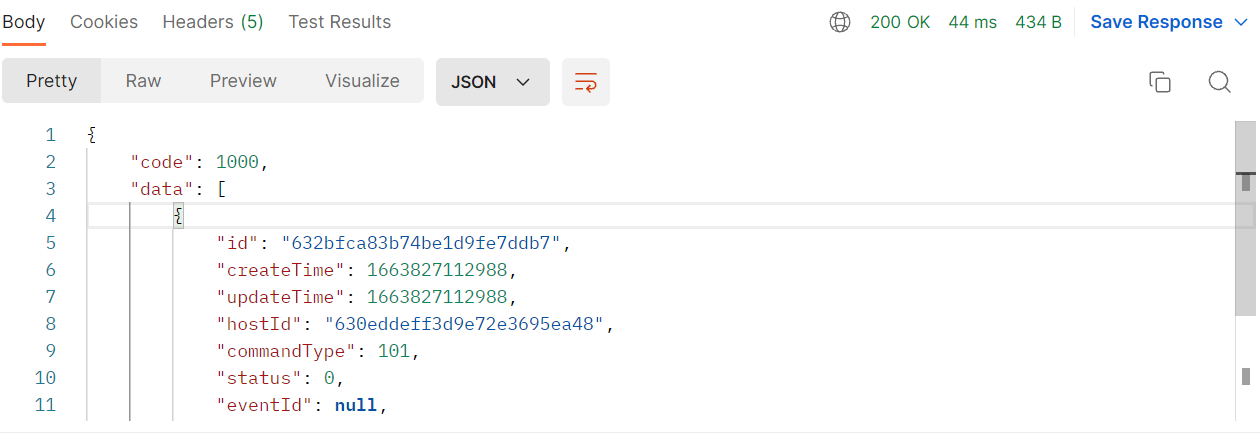 Body Cookies Headers (5) Test Results 200 OK 44 ms 434 B Save Response
Pretty Raw Preview Visualize JSON
1 {
2 "code": 1000,
3 "data": [
4 {
5 "id": "632bfca83b74be1d9fe7ddb7",
6 "createTime": 1663827112988,
7 "updateTime": 1663827112988,
8 "hostId": "630eddeff3d9e72e3695ea48",
9 "commandType": 101,
10 "status": 0,
11 "eventId": null,